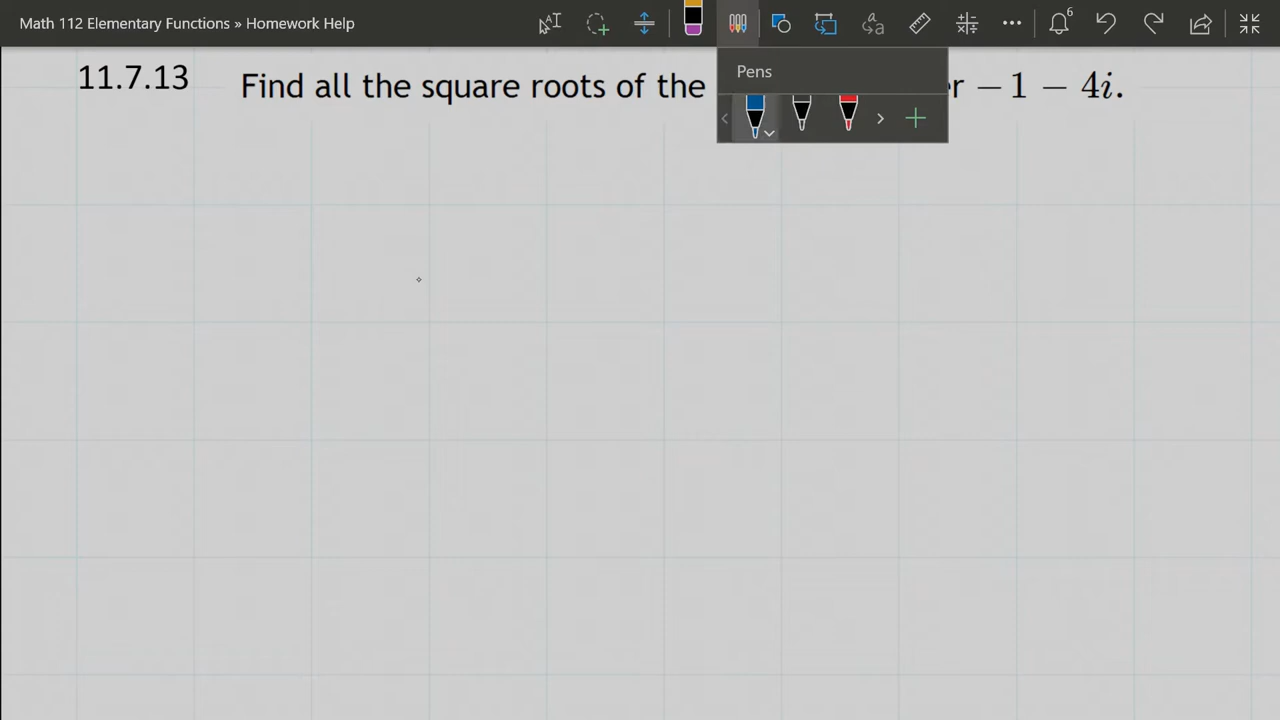 Math 112 Elementary Functions » Homework Help
6
11.7.13 Find all the square roots of the r −1 − 4i.
Pens